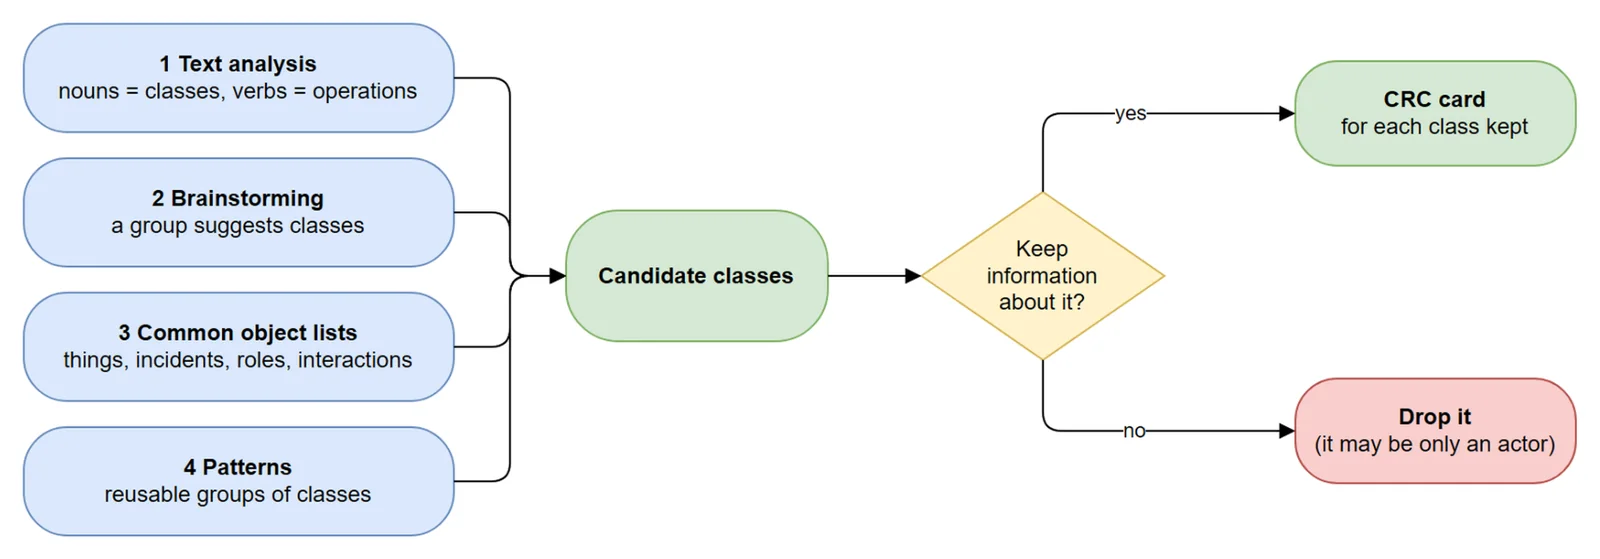 1 Text analysis
nouns = classes, verbs = operations
2 Brainstorming
a group suggests classes
3 Common object lists
things, incidents, roles, interactions
4 Patterns
reusable groups of classes
Candidate classes
Keep
information
about it?
yes
CRC card
for each class kept
no
Drop it
(it may be only an actor)